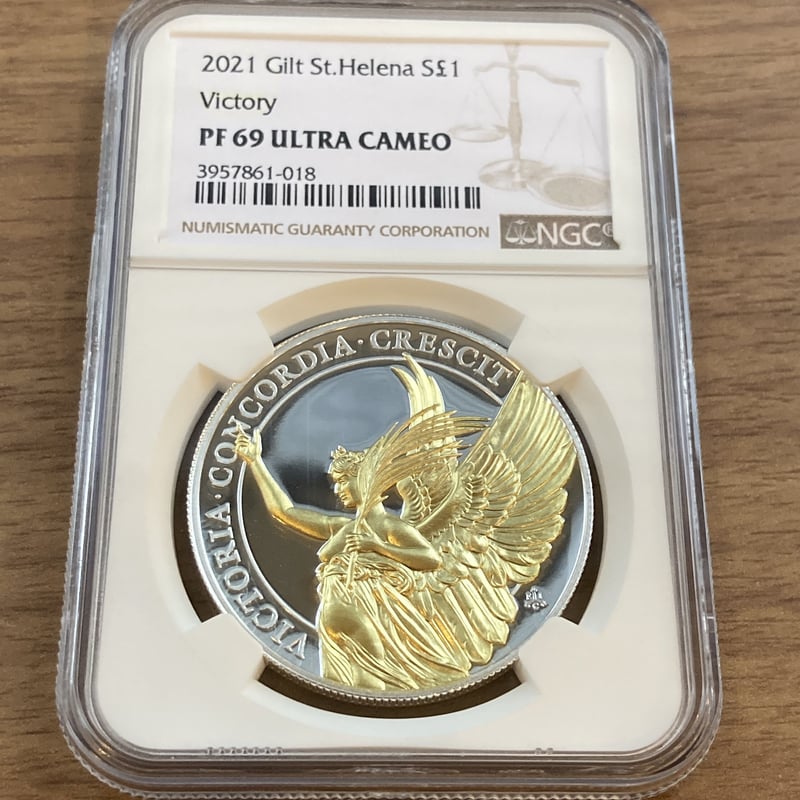 2021 Gilt St.Helena S£1
Victory
PF 69 ULTRA CAMEO
3957861-018
NUMISMATIC GUARANTY CORPORATION
NGC®
VICTORIA · CONCORDIA · CRESCIT